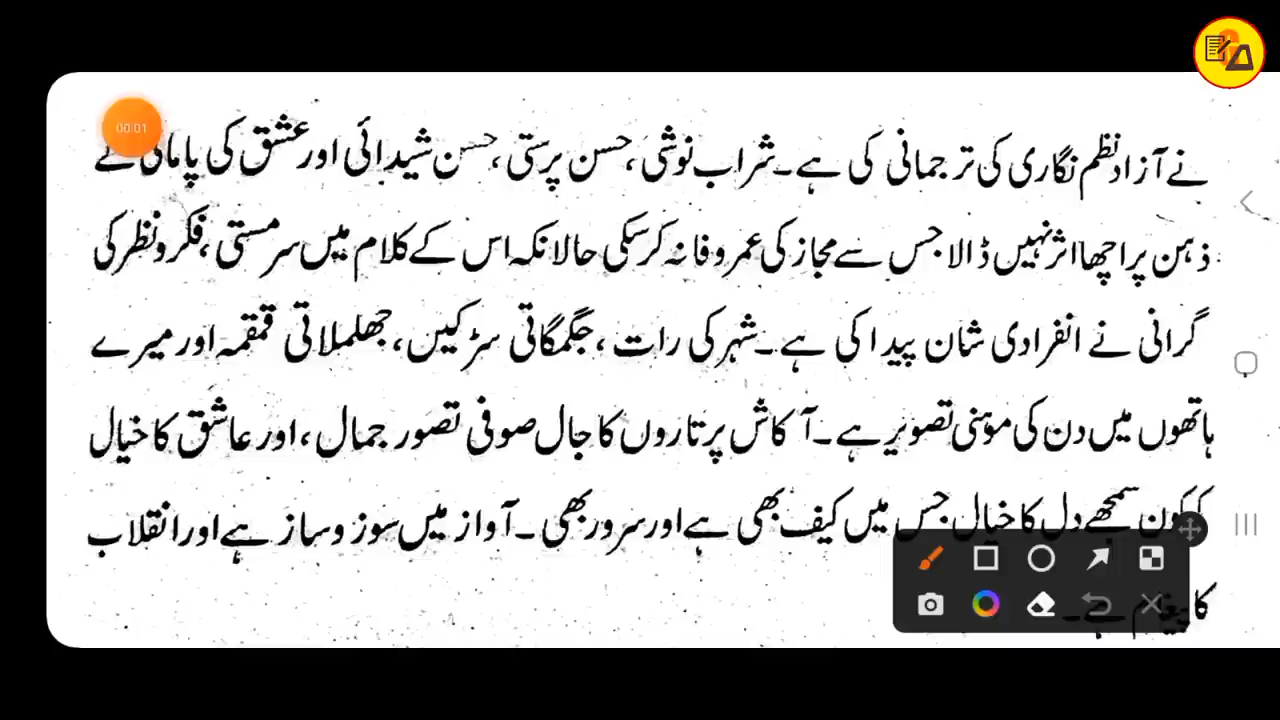 00:01
نے آزاد نظم نگاری کی ترجمانی کی ہے۔ شراب نوشی، حسن پرستی، حسن شیدائی اور عشق کی پامالی نے
ذہن پر اچھا اثر نہیں ڈالا جس سے مجاز کی عمر وفا نہ کر سکی حالانکہ اس کے کلام میں سرمستی، فکر و نظر کی
گرانی نے انفرادی شان پیدا کی ہے۔ شہر کی رات، جگمگاتی سڑکیں، جھلملاتی قمقمہ اور میرے
ہاتھوں میں دن کی موہنی تصویر ہے۔ آکاش پر تاروں کا جال صوفی تصور جمال، اور عاشق کا خیال
کون سمجھے دل کا خیال جس میں کیف بھی ہے اور سرور بھی۔ آواز میں سوز و ساز ہے اور انقلاب
کا پیغام ہے۔